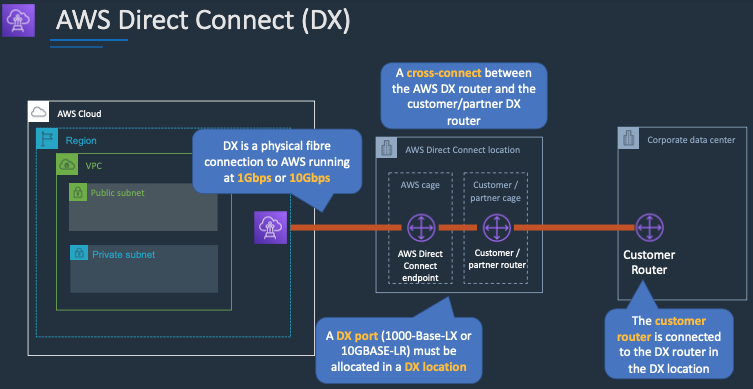 AWS Direct Connect (DX)
A cross-connect between
the AWS DX router and the
customer/partner DX
router
AWS Cloud
Region
VPC
Public subnet
Private subnet
DX is a physical fibre
connection to AWS running
at 1Gbps or 10Gbps
AWS Direct Connect location
AWS cage
Customer /
partner cage
AWS Direct
Connect
endpoint
Customer /
partner router
Corporate data center
Customer
Router
A DX port (1000-Base-LX or
10GBASE-LR) must be
allocated in a DX location
The customer
router is connected
to the DX router in
the DX location